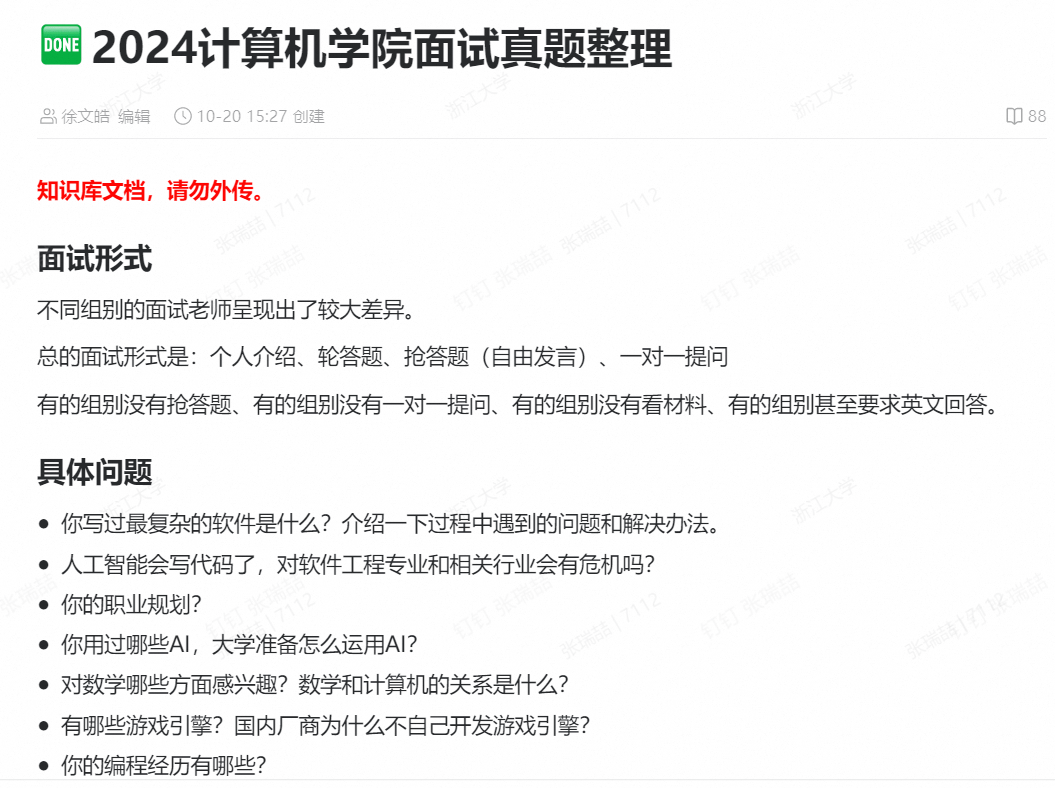 DONE 2024计算机学院面试真题整理
徐文皓 编辑 10-20 15:27 创建 88
知识库文档，请勿外传。
面试形式
不同组别的面试老师呈现出了较大差异。
总的面试形式是：个人介绍、轮答题、抢答题（自由发言）、一对一提问
有的组别没有抢答题、有的组别没有一对一提问、有的组别没有看材料、有的组别甚至要求英文回答。
具体问题
• 你写过最复杂的软件是什么？介绍一下过程中遇到的问题和解决办法。
• 人工智能会写代码了，对软件工程专业和相关行业会有危机吗？
• 你的职业规划？
• 你用过哪些AI，大学准备怎么运用AI？
• 对数学哪些方面感兴趣？数学和计算机的关系是什么？
• 有哪些游戏引擎？国内厂商为什么不自己开发游戏引擎？
• 你的编程经历有哪些？
浙江大学
张瑞喆 | 7112
钉钉 张瑞喆